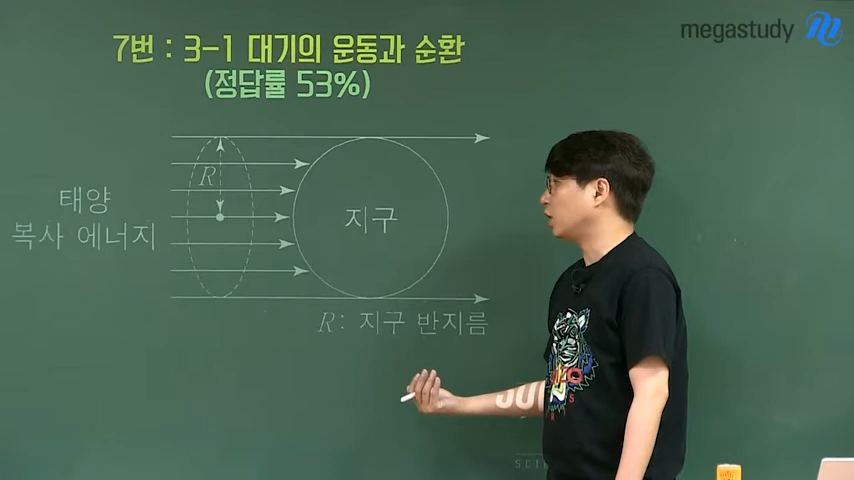 megastudy
7번 : 3-1 대기의 운동과 순환
(정답률 53%)
R
태양
복사 에너지
지구
R: 지구 반지름